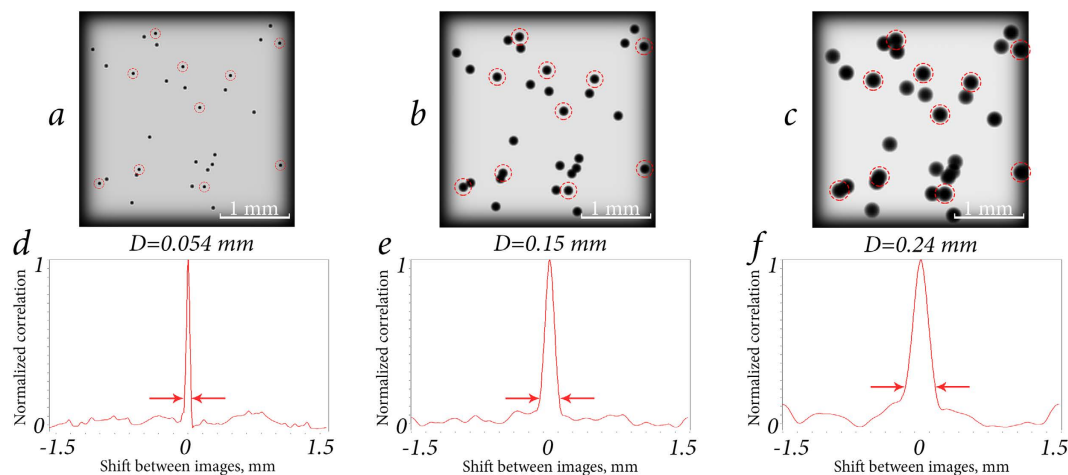 a
1 mm
b
1 mm
c
1 mm
d
D=0.054 mm
e
D=0.15 mm
f
D=0.24 mm
1
Normalized correlation
0
-1.5
0
1.5
Shift between images, mm
1
Normalized correlation
0
-1.5
0
1.5
Shift between images, mm
1
Normalized correlation
0
-1.5
0
1.5
Shift between images, mm